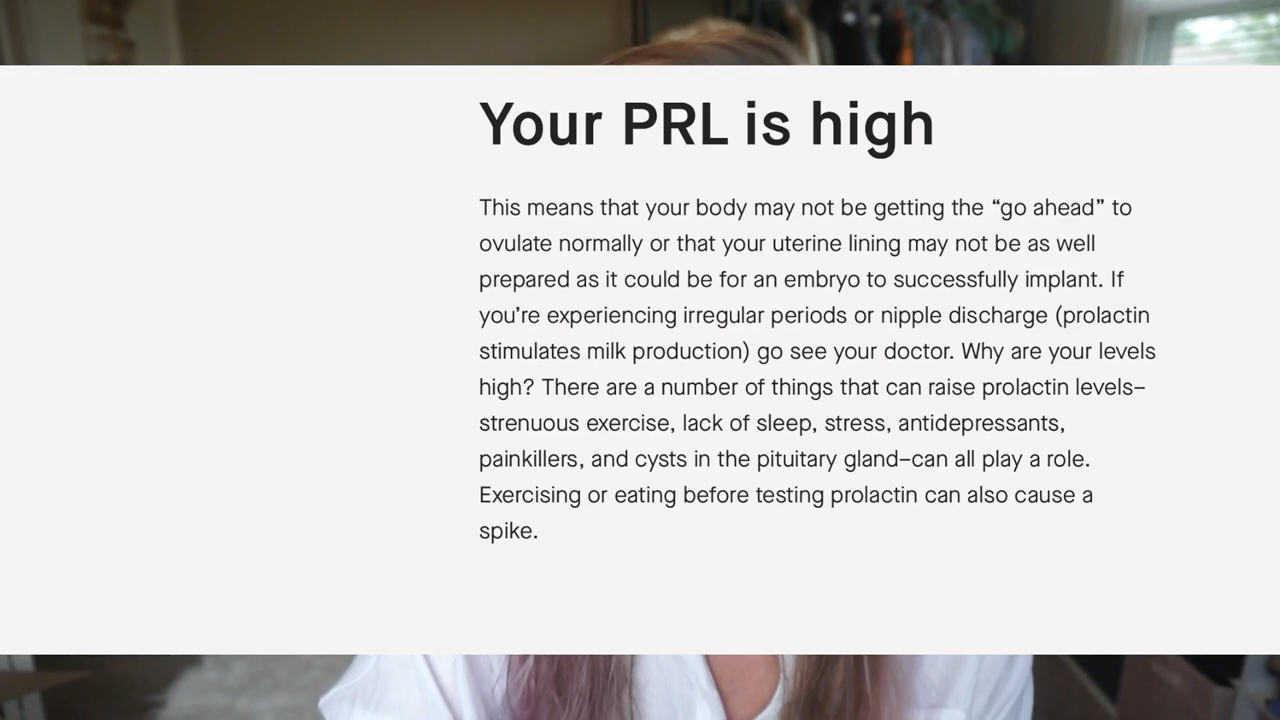 Your PRL is high
This means that your body may not be getting the “go ahead” to
ovulate normally or that your uterine lining may not be as well
prepared as it could be for an embryo to successfully implant. If
you’re experiencing irregular periods or nipple discharge (prolactin
stimulates milk production) go see your doctor. Why are your levels
high? There are a number of things that can raise prolactin levels–
strenuous exercise, lack of sleep, stress, antidepressants,
painkillers, and cysts in the pituitary gland–can all play a role.
Exercising or eating before testing prolactin can also cause a
spike.